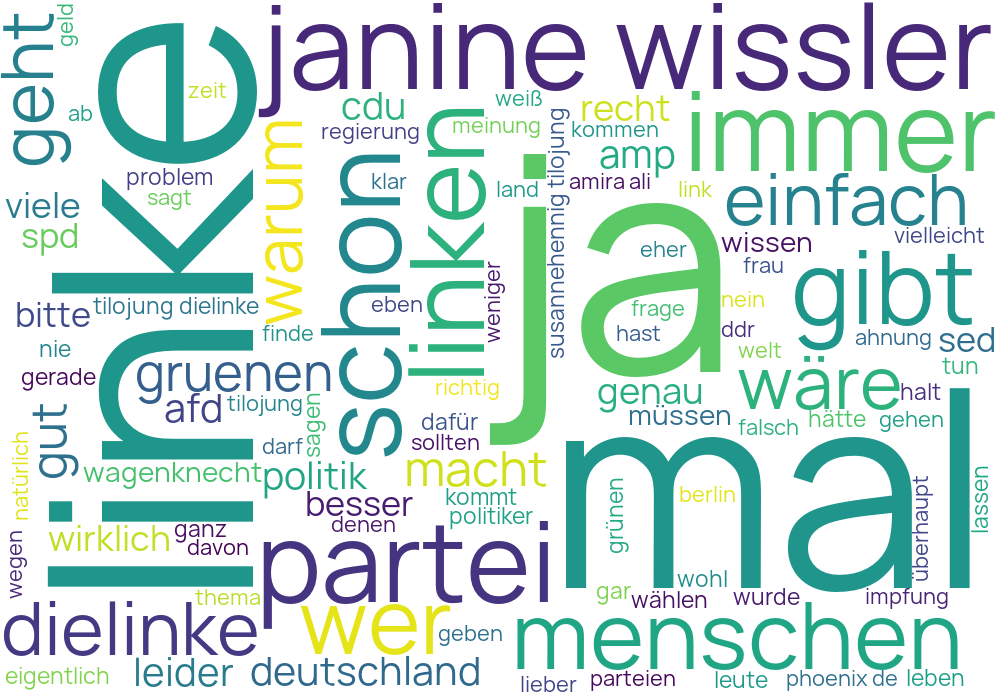 geld
geht
ab
linke
zeit
janine wissler
cdu
weiß
recht
immer
regierung
meinung
kommen
warum
schon
linken
amp
problem
sagt
klar
land
susannehennig tilojung
amira ali
link
einfach
viele
spd
ja
eher
wissen
vielleicht
frau
gibt
weniger
bitte
tilojung dielinke
eben
frage
nein
finde
hast
ddr
ahnung
sed
nie
welt
tun
gerade
gruenen
richtig
genau
wäre
halt
afd
tilojung
gut
sagen
dafür
müssen
falsch
hätte
gehen
darf
sollten
mal
natürlich
wagenknecht
politik
macht
lassen
besser
kommt
grünen
berlin
überhaupt
denen
politiker
wirklich
ganz
davon
partei
wegen
wohl
thema
gar
wählen
wurde
impfung
dielinke
wer
geben
menschen
eigentlich
leider
deutschland
lieber
parteien
leute
phoenix de
leben